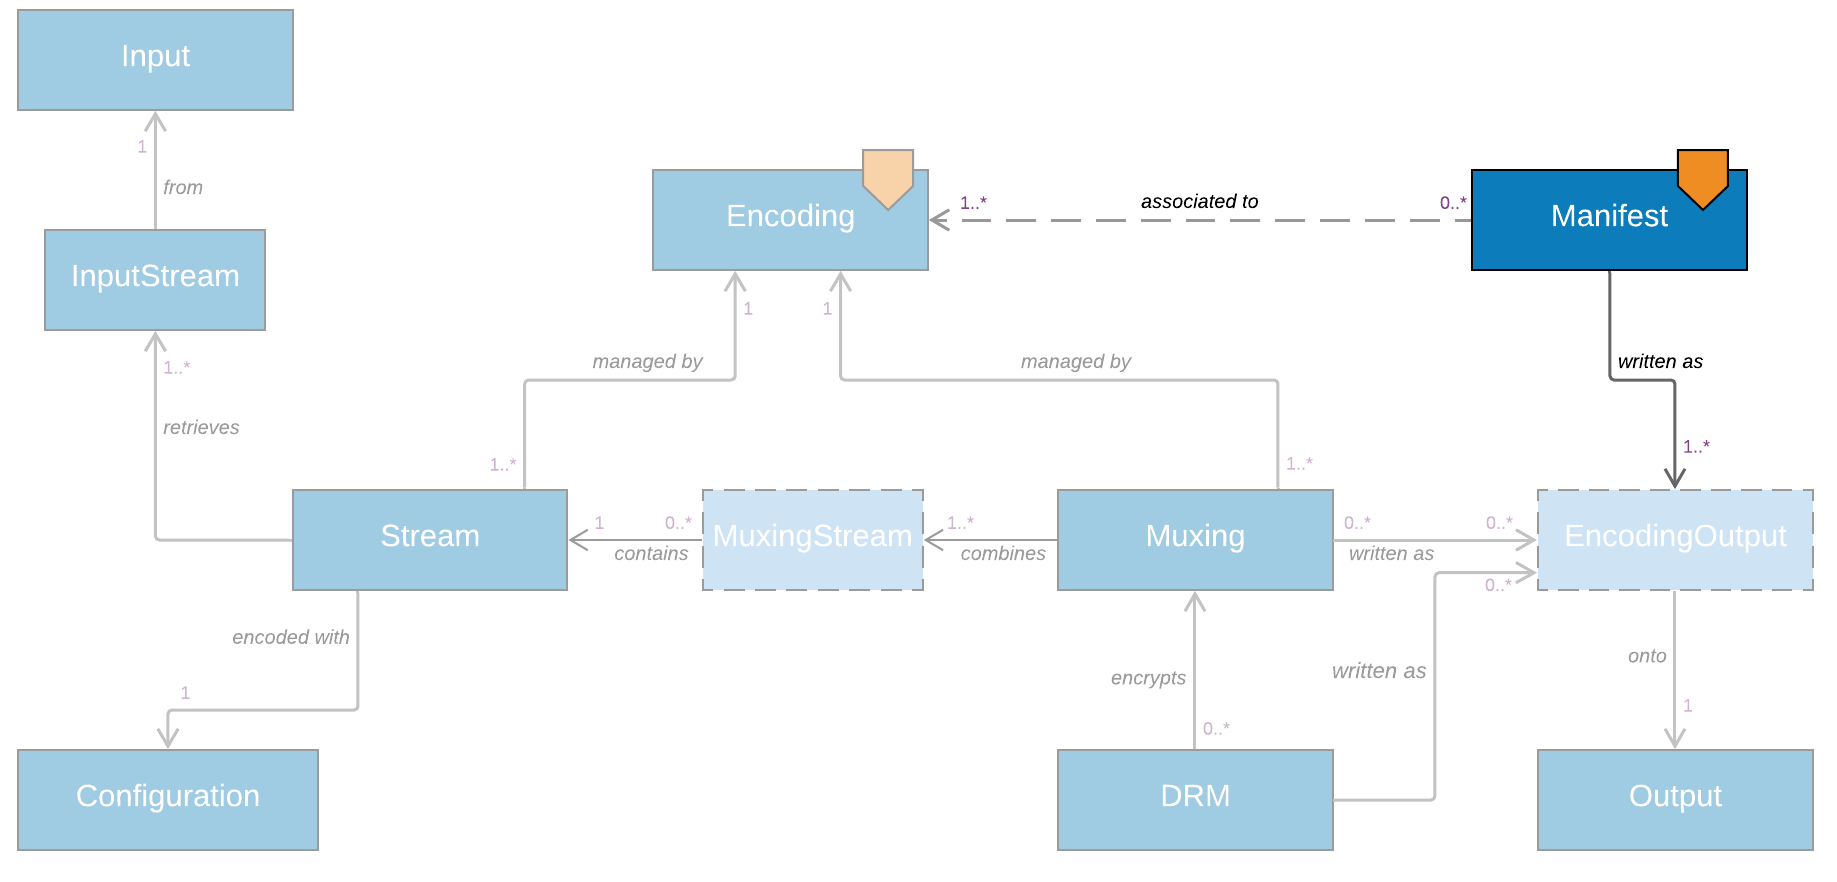 Input
1
from
InputStream
1..*
retrieves
Encoding
1..*
associated to
0..*
Manifest
1
1
managed by
managed by
written as
1..*
1..*
1..*
Stream
1
0..*
contains
MuxingStream
1..*
combines
Muxing
0..*
0..*
written as
0..*
EncodingOutput
encoded with
1
encrypts
0..*
written as
onto
1
Configuration
DRM
Output